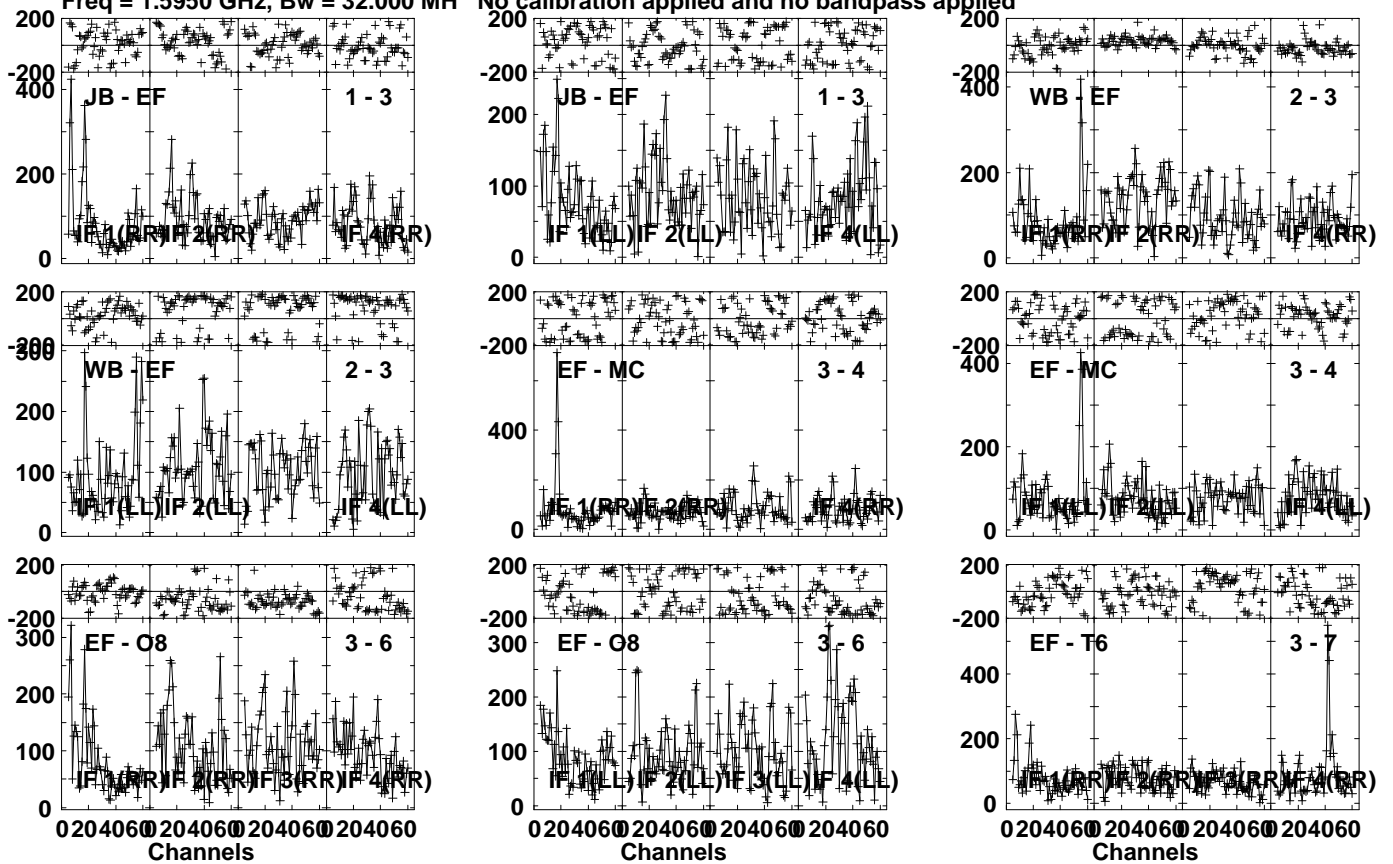 Freq = 1.5950 GHz, Bw = 32.000 MH No calibration applied and no bandpass applied
200 200 200
-200 -200 -200
400 JB - EF 1 - 3 JB - EF 1 - 3 400 WB - EF 2 - 3
200
200 100 200
IF 1(RR) IF 2(RR) IF 4(RR) IF 1(LL) IF 2(LL) IF 4(LL) IF 1(RR) IF 2(RR) IF 4(RR)
0 0 0
200 200 200
-200 -200 -200
300 WB - EF 2 - 3 EF - MC 3 - 4 400 EF - MC 3 - 4
200 400 200
100
IF 1(LL) IF 2(LL) IF 4(LL) IF 1(RR) IF 2(RR) IF 4(RR) IF 1(LL) IF 2(LL) IF 4(LL)
0 0 0
200 200 200
-200 -200 -200
300 EF - O8 3 - 6 300 EF - O8 3 - 6 EF - T6 3 - 7
200 200 400
100 100 200
IF 1(RR) IF 2(RR) IF 3(RR) IF 4(RR) IF 1(LL) IF 2(LL) IF 3(LL) IF 4(LL) IF 1(RR) IF 2(RR) IF 3(RR) IF 4(RR)
0 0 0
0 20 40 60 0 20 40 60 0 20 40 60 0 20 40 60 0 20 40 60 0 20 40 60 0 20 40 60 0 20 40 60 0 20 40 60 0 20 40 60 0 20 40 60 0 20 40 60
Channels Channels Channels